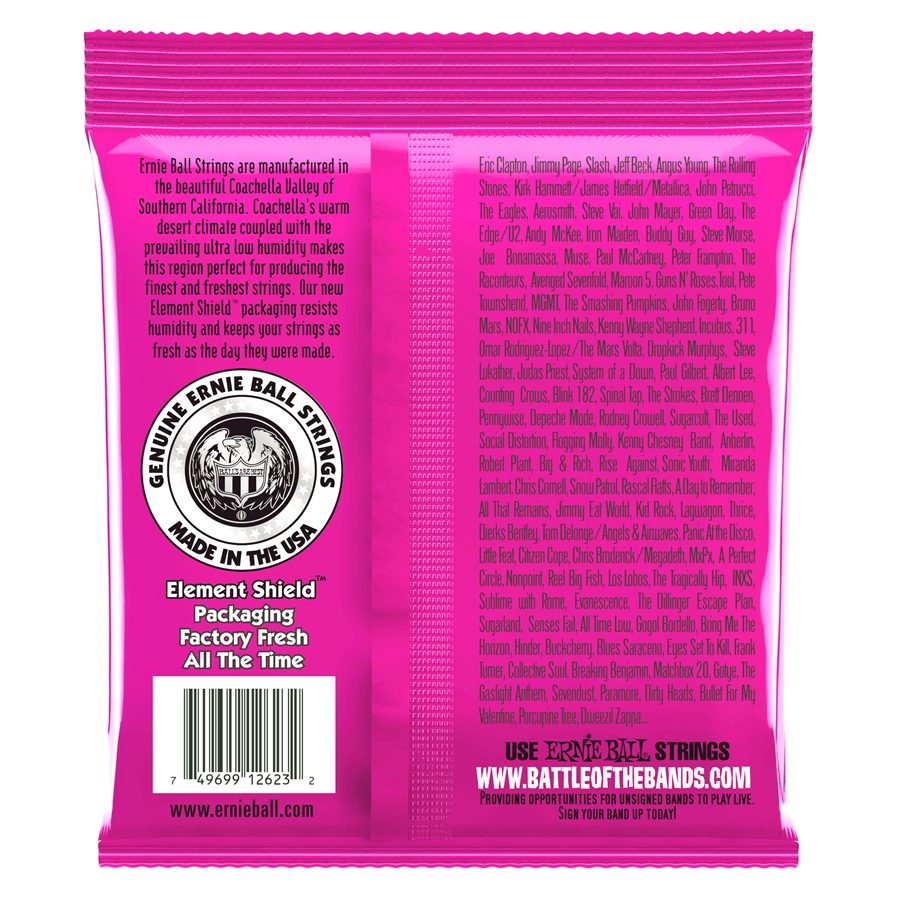 Ernie Ball Strings are manufactured in
the beautiful Coachella Valley of
Southern California. Coachella's warm
desert climate coupled with the
prevailing ultra low humidity makes
this region perfect for producing the
finest and freshest strings. Our new
Element Shield™ packaging resists
humidity and keeps your strings as
fresh as the day they were made.
GENUINE ERNIE BALL STRINGS
BALLS ARE BEST
MADE IN THE USA
Element Shield™
Packaging
Factory Fresh
All The Time
7 49699 12623 2
www.ernieball.com
Eric Clapton, Jimmy Page, Slash, Jeff Beck, Angus Young, The Rolling
Stones, Kirk Hammett/James Hetfield/Metallica, John Petrucci,
The Eagles, Aerosmith, Steve Vai, John Mayer, Green Day, The
Edge/U2, Andy McKee, Iron Maiden, Buddy Guy, Steve Morse,
Joe Bonamassa, Muse, Paul McCartney, Peter Frampton, The
Raconteurs, Avenged Sevenfold, Maroon 5, Guns N' Roses, Tool, Pete
Townshend, MGMT, The Smashing Pumpkins, John Fogerty, Bruno
Mars, NOFX, Nine Inch Nails, Kenny Wayne Shepherd, Incubus, 311,
Omar Rodriguez-Lopez/The Mars Volta, Dropkick Murphys, Steve
Lukather, Judas Priest, System of a Down, Paul Gilbert, Albert Lee,
Counting Crows, Blink 182, Spinal Tap, The Strokes, Brett Dennen,
Pennywise, Depeche Mode, Rodney Crowell, Sugarcult, The Used,
Social Distortion, Flogging Molly, Kenny Chesney Band, Anberlin,
Robert Plant, Big & Rich, Rise Against, Sonic Youth, Miranda
Lambert, Chris Cornell, Snow Patrol, Rascal Flatts, A Day to Remember,
All That Remains, Jimmy Eat World, Kid Rock, Lagwagon, Thrice,
Dierks Bentley, Tom Delonge/Angels & Airwaves, Panic At the Disco,
Little Feat, Citizen Cope, Chris Broderick/Megadeth, MxPx, A Perfect
Circle, Nonpoint, Reel Big Fish, Los Lobos, The Tragically Hip, INXS,
Sublime with Rome, Evanescence, The Dillinger Escape Plan,
Sugarland, Senses Fail, All Time Low, Gogol Bordello, Bring Me The
Horizon, Hinder, Buckcherry, Blues Saraceno, Eyes Set To Kill, Frank
Turner, Collective Soul, Breaking Benjamin, Matchbox 20, Gotye, The
Gaslight Anthem, Sevendust, Paramore, Dirty Heads, Bullet For My
Valentine, Porcupine Tree, Dweezil Zappa...
USE ERNIE BALL® STRINGS
WWW.BATTLEOFTHEBANDS.COM
PROVIDING OPPORTUNITIES FOR UNSIGNED BANDS TO PLAY LIVE.
SIGN YOUR BAND UP TODAY!